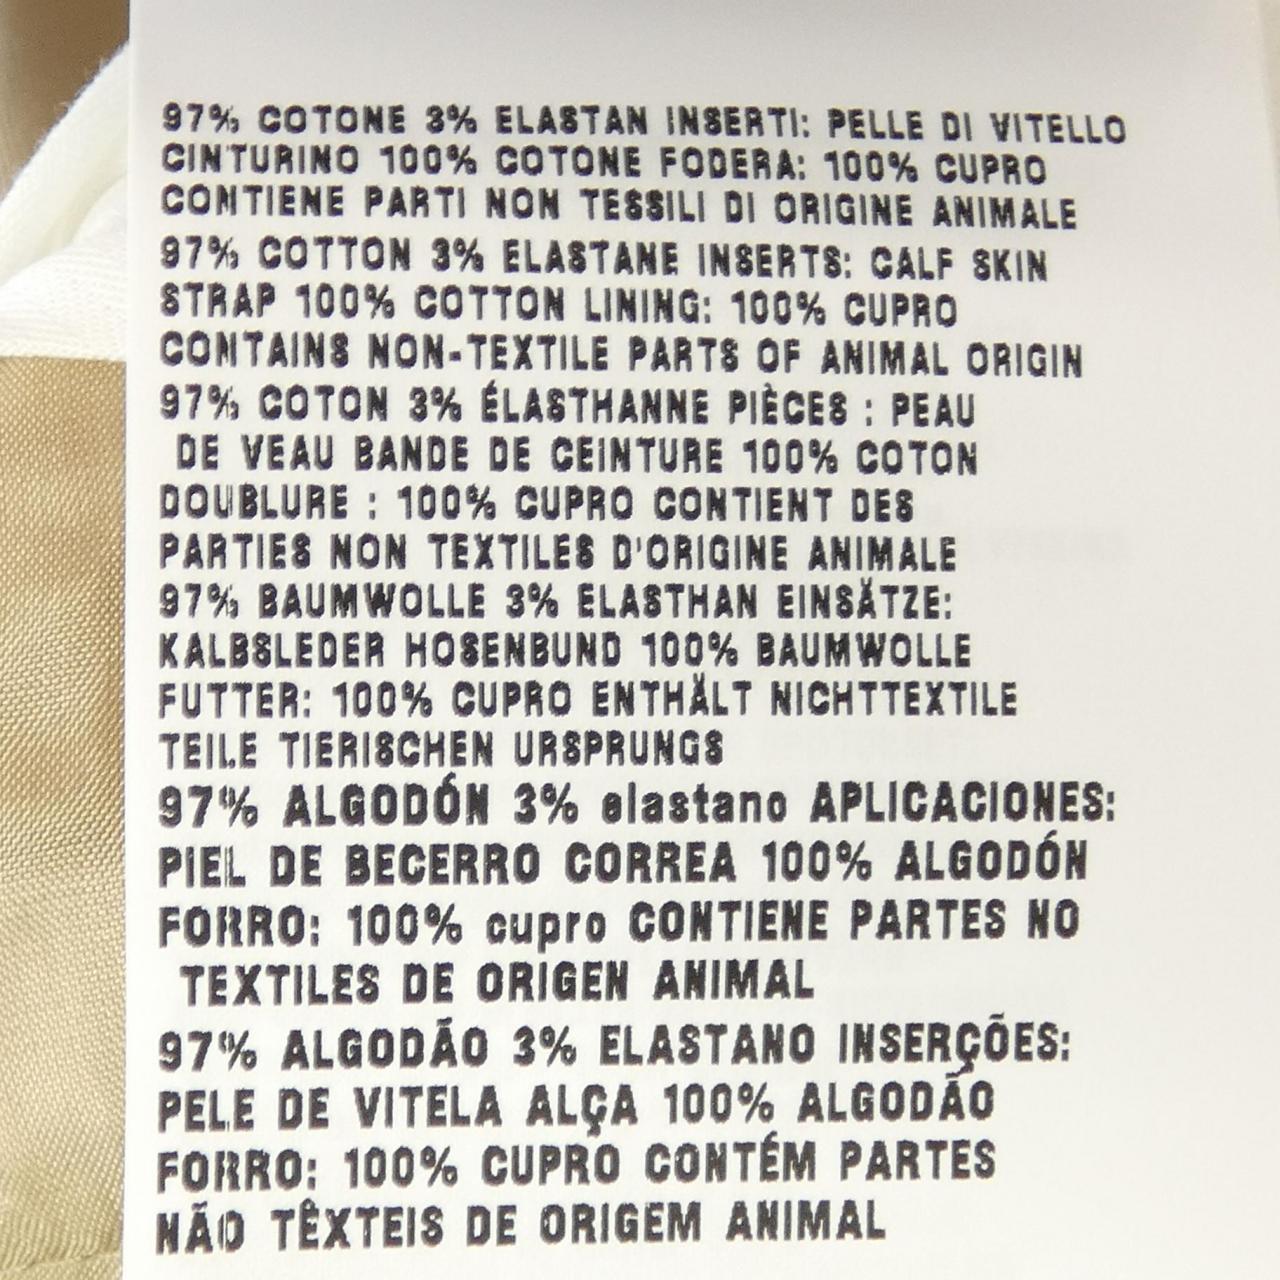 97% COTONE 3% ELASTAN INSERTI: PELLE DI VITELLO
CINTURINO 100% COTONE FODERA: 100% CUPRO
CONTIENE PARTI NON TESSILI DI ORIGINE ANIMALE
97% COTTON 3% ELASTANE INSERTS: CALF SKIN
STRAP 100% COTTON LINING: 100% CUPRO
CONTAINS NON-TEXTILE PARTS OF ANIMAL ORIGIN
97% COTON 3% ÉLASTHANNE PIÈCES : PEAU
DE VEAU BANDE DE CEINTURE 100% COTON
DOUBLURE : 100% CUPRO CONTIENT DES
PARTIES NON TEXTILES D'ORIGINE ANIMALE
97% BAUMWOLLE 3% ELASTHAN EINSÄTZE:
KALBSLEDER HOSENBUND 100% BAUMWOLLE
FUTTER: 100% CUPRO ENTHÄLT NICHTTEXTILE
TEILE TIERISCHEN URSPRUNGS
97% ALGODÓN 3% elastano APLICACIONES:
PIEL DE BECERRO CORREA 100% ALGODÓN
FORRO: 100% cupro CONTIENE PARTES NO
TEXTILES DE ORIGEN ANIMAL
97% ALGODÃO 3% ELASTANO INSERÇÕES:
PELE DE VITELA ALÇA 100% ALGODÃO
FORRO: 100% CUPRO CONTÉM PARTES
NÃO TÊXTEIS DE ORIGEM ANIMAL